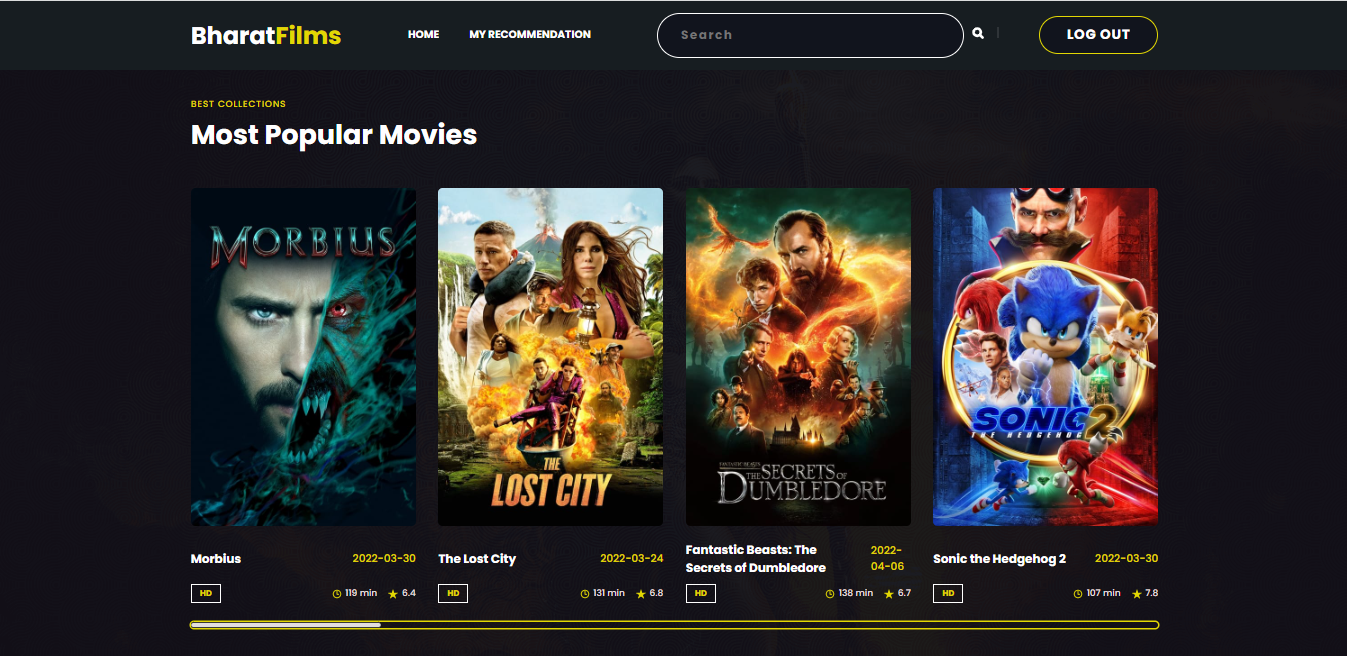 BharatFilms
HOME
MY RECOMMENDATION
Search
LOG OUT
BEST COLLECTIONS
Most Popular Movies
MORBIUS
THE
LOST CITY
FANTASTIC BEASTS
THE SECRETS OF
DUMBLEDORE
SONIC 2
THE HEDGEHOG
Morbius
2022-03-30
HD
119 min
6.4
The Lost City
2022-03-24
HD
131 min
6.8
Fantastic Beasts: The
Secrets of Dumbledore
2022-
04-06
HD
138 min
6.7
Sonic the Hedgehog 2
2022-03-30
HD
107 min
7.8